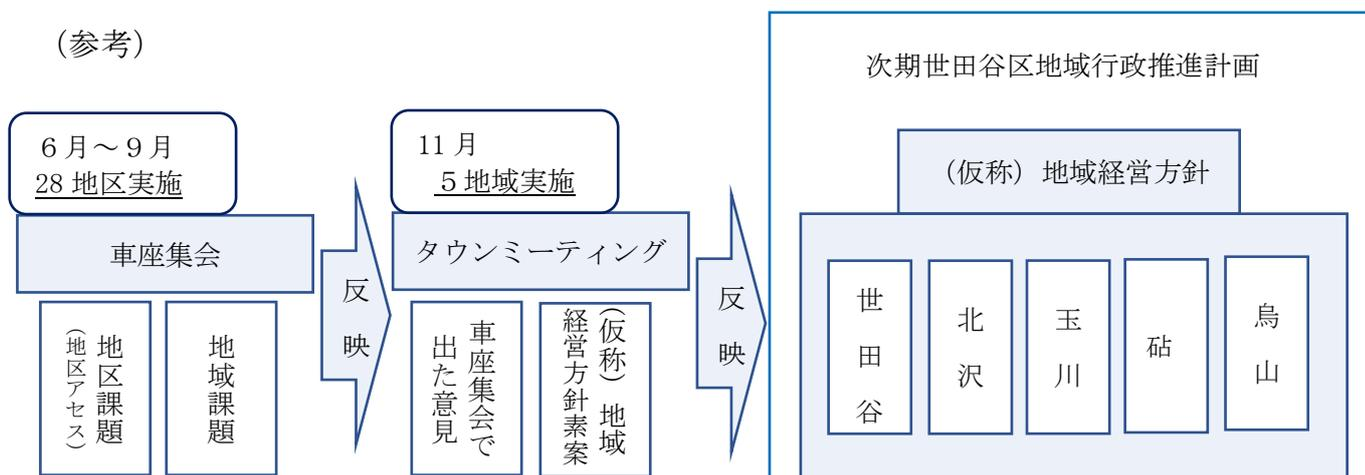 (参考)
6月~9月
28地区実施
車座集会
地区課題
(地区アセス)
地域課題
反映
11月
5地域実施
タウンミーティング
車座集会で
出た意見
(仮称)地域
経営方針素案
反映
次期世田谷区地域行政推進計画
(仮称)地域経営方針
世田谷
北沢
玉川
砧
烏山